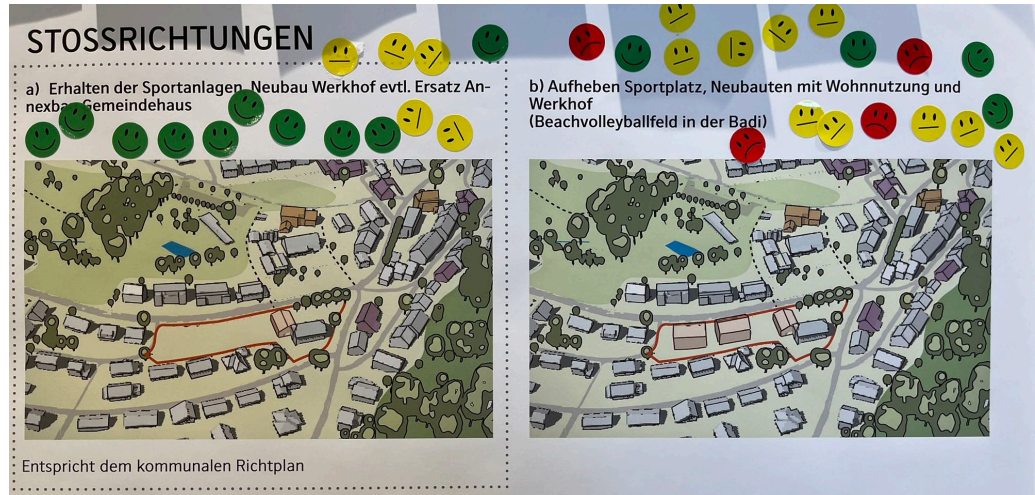 STOSSRICHTUNGEN
a) Erhalten der Sportanlagen, Neubau Werkhof evtl. Ersatz An-
nexbau Gemeindehaus
b) Aufheben Sportplatz, Neubauten mit Wohnnutzung und
Werkhof
(Beachvolleyballfeld in der Badi)
Entspricht dem kommunalen Richtplan